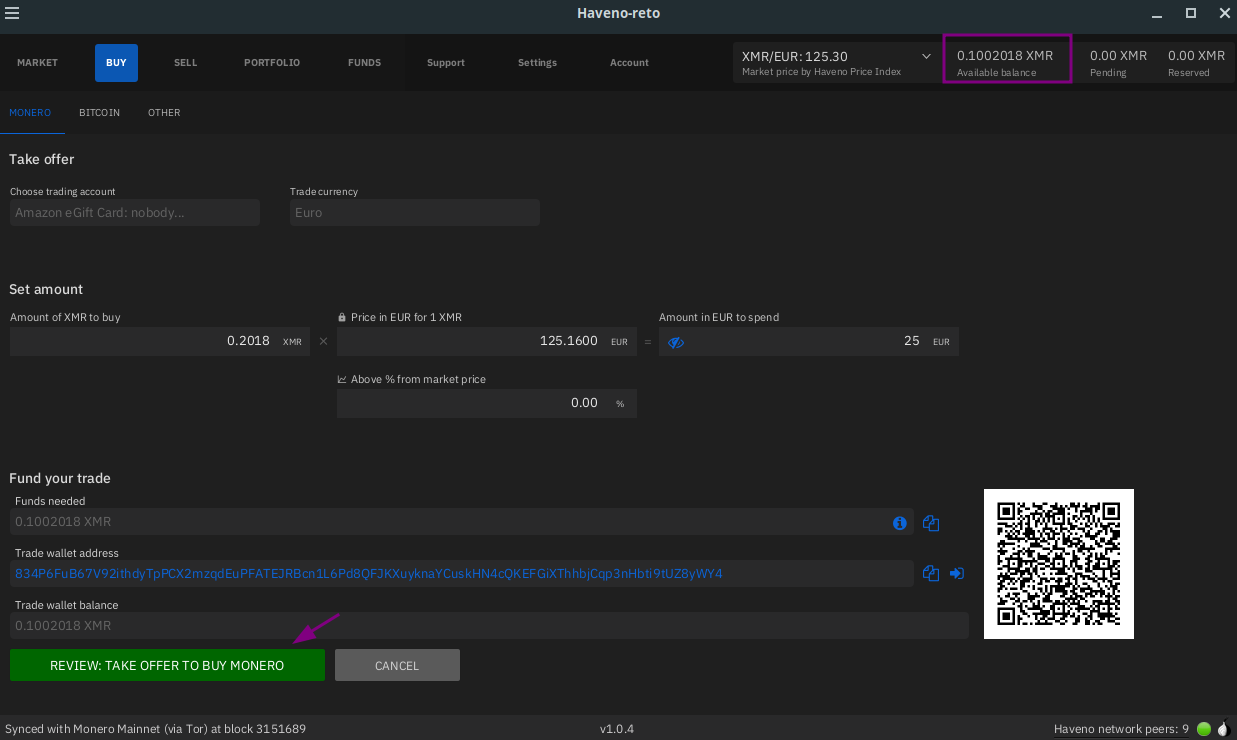 Haveno-reto
MARKET BUY SELL PORTFOLIO FUNDS Support Settings Account
XMR/EUR: 125.30
Market price by Haveno Price Index
0.1002018 XMR
Available balance
0.00 XMR
Pending
0.00 XMR
Reserved
MONERO BITCOIN OTHER
Take offer
Choose trading account
Amazon eGift Card: nobody...
Trade currency
Euro
Set amount
Amount of XMR to buy
0.2018 XMR
×
Price in EUR for 1 XMR
125.1600 EUR
=
Amount in EUR to spend
25 EUR
Above % from market price
0.00 %
Fund your trade
Funds needed
0.1002018 XMR
Trade wallet address
834P6FuB67V92ithdyTpPCX2mzqdEuPFATEJRBcn1L6Pd8QFJKXuyknaYCuskHN4cQKEFGiXThhbjCqp3nHbti9tUZ8yWY4
Trade wallet balance
0.1002018 XMR
REVIEW: TAKE OFFER TO BUY MONERO
CANCEL
Synced with Monero Mainnet (via Tor) at block 3151689
v1.0.4
Haveno network peers: 9